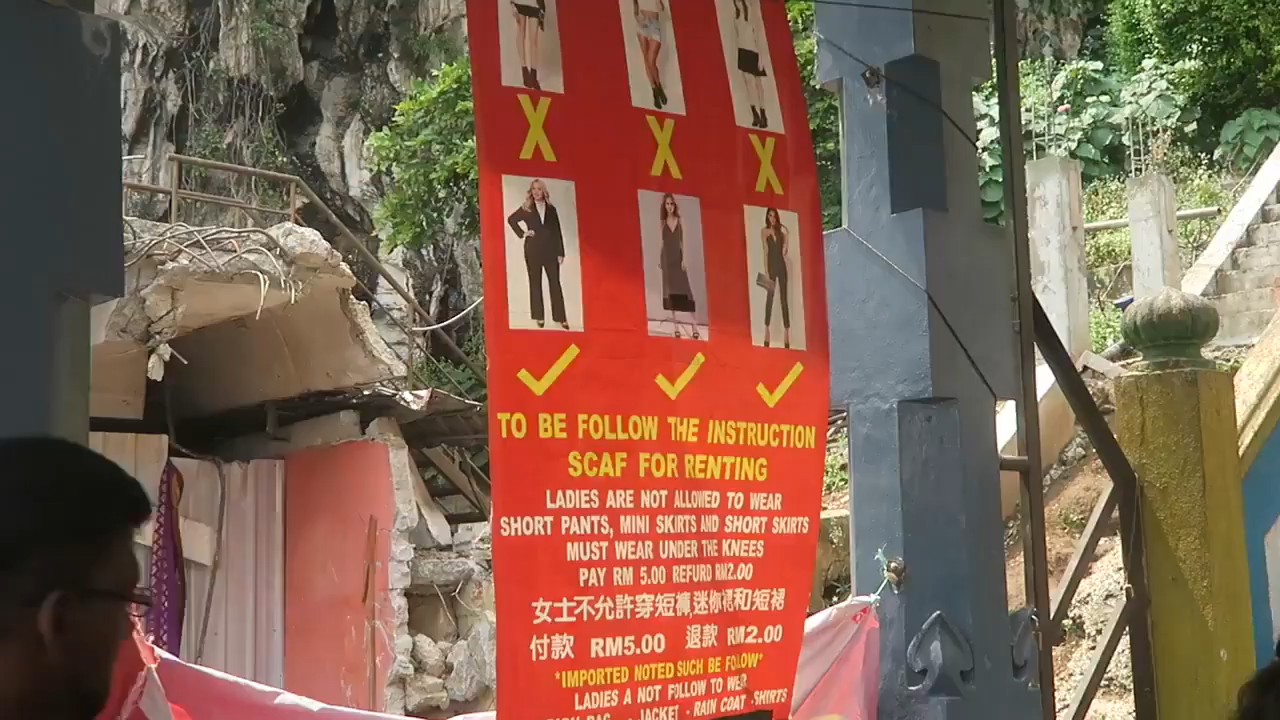 X X X
TO BE FOLLOW THE INSTRUCTION
SCAF FOR RENTING
LADIES ARE NOT ALLOWED TO WEAR
SHORT PANTS, MINI SKIRTS AND SHORT SKIRTS
MUST WEAR UNDER THE KNEES
PAY RM 5.00 REFURD RM2.00
女士不允許穿短褲,迷你裙和短裙
付款 RM5.00 退款 RM2.00
*IMPORTED NOTED SUCH BE FOLLOW*
LADIES A NOT FOLLOW TO WER
JACKET - RAIN COAT - SHIRTS